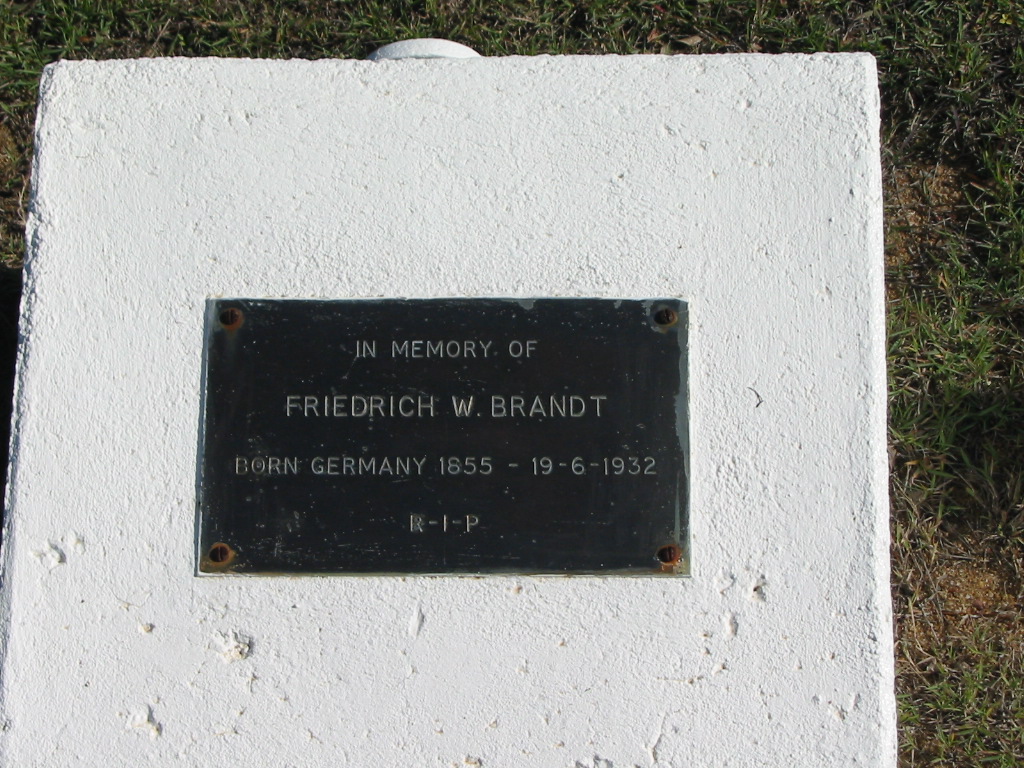 IN MEMORY OF
FRIEDRICH W. BRANDT
BORN GERMANY 1855 - 19-6-1932
R-I-P